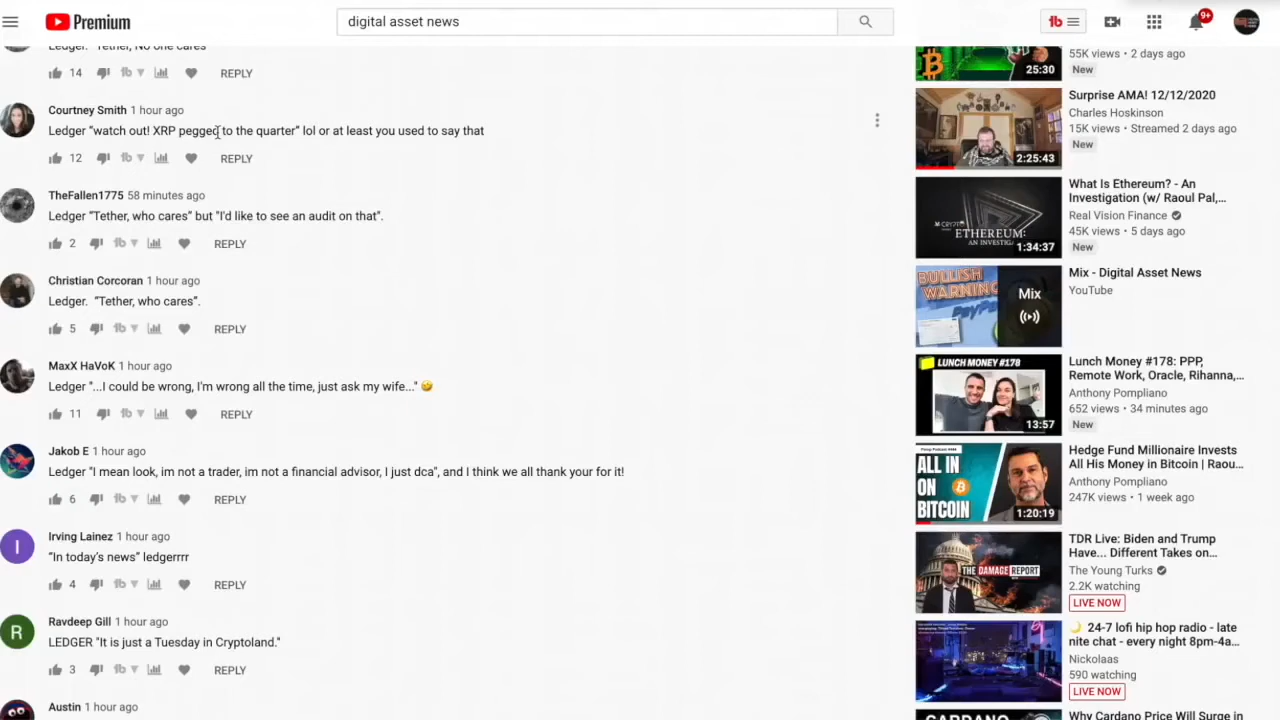 Premium
digital asset news
9+
Ledger. "Tether, No one cares
14
REPLY
Courtney Smith 1 hour ago
Ledger “watch out! XRP pegged to the quarter” lol or at least you used to say that
12
REPLY
TheFallen1775 58 minutes ago
Ledger “Tether, who cares” but "I'd like to see an audit on that".
2
REPLY
Christian Corcoran 1 hour ago
Ledger. “Tether, who cares”.
5
REPLY
MaxX HaVoK 1 hour ago
Ledger "...I could be wrong, I'm wrong all the time, just ask my wife..." 🤣
11
REPLY
Jakob E 1 hour ago
Ledger "I mean look, im not a trader, im not a financial advisor, I just dca", and I think we all thank your for it!
6
REPLY
Irving Lainez 1 hour ago
“In today’s news” ledgerrrr
4
REPLY
Ravdeep Gill 1 hour ago
LEDGER "It is just a Tuesday in Cryptoland."
3
REPLY
Austin 1 hour ago
25:30
55K views • 2 days ago
New
2:25:43
Surprise AMA! 12/12/2020
Charles Hoskinson
15K views • Streamed 2 days ago
New
ETHEREUM:
AN INVESTIG
1:34:37
What Is Ethereum? - An
Investigation (w/ Raoul Pal,...
Real Vision Finance
45K views • 5 days ago
New
BULLISH
WARNING
PayPal
Mix
Mix - Digital Asset News
YouTube
LUNCH MONEY #178
13:57
Lunch Money #178: PPP,
Remote Work, Oracle, Rihanna,...
Anthony Pompliano
652 views • 34 minutes ago
New
ALL IN
ON
BITCOIN
1:20:19
Hedge Fund Millionaire Invests
All His Money in Bitcoin | Raou...
Anthony Pompliano
247K views • 1 week ago
THE DAMAGE REPORT
TDR Live: Biden and Trump
Have... Different Takes on...
The Young Turks
2.2K watching
LIVE NOW
🌙 24-7 lofi hip hop radio - late
nite chat - every night 8pm-4a...
Nickolaas
590 watching
LIVE NOW
CARDANO
Why Cardano Price Will Surge in